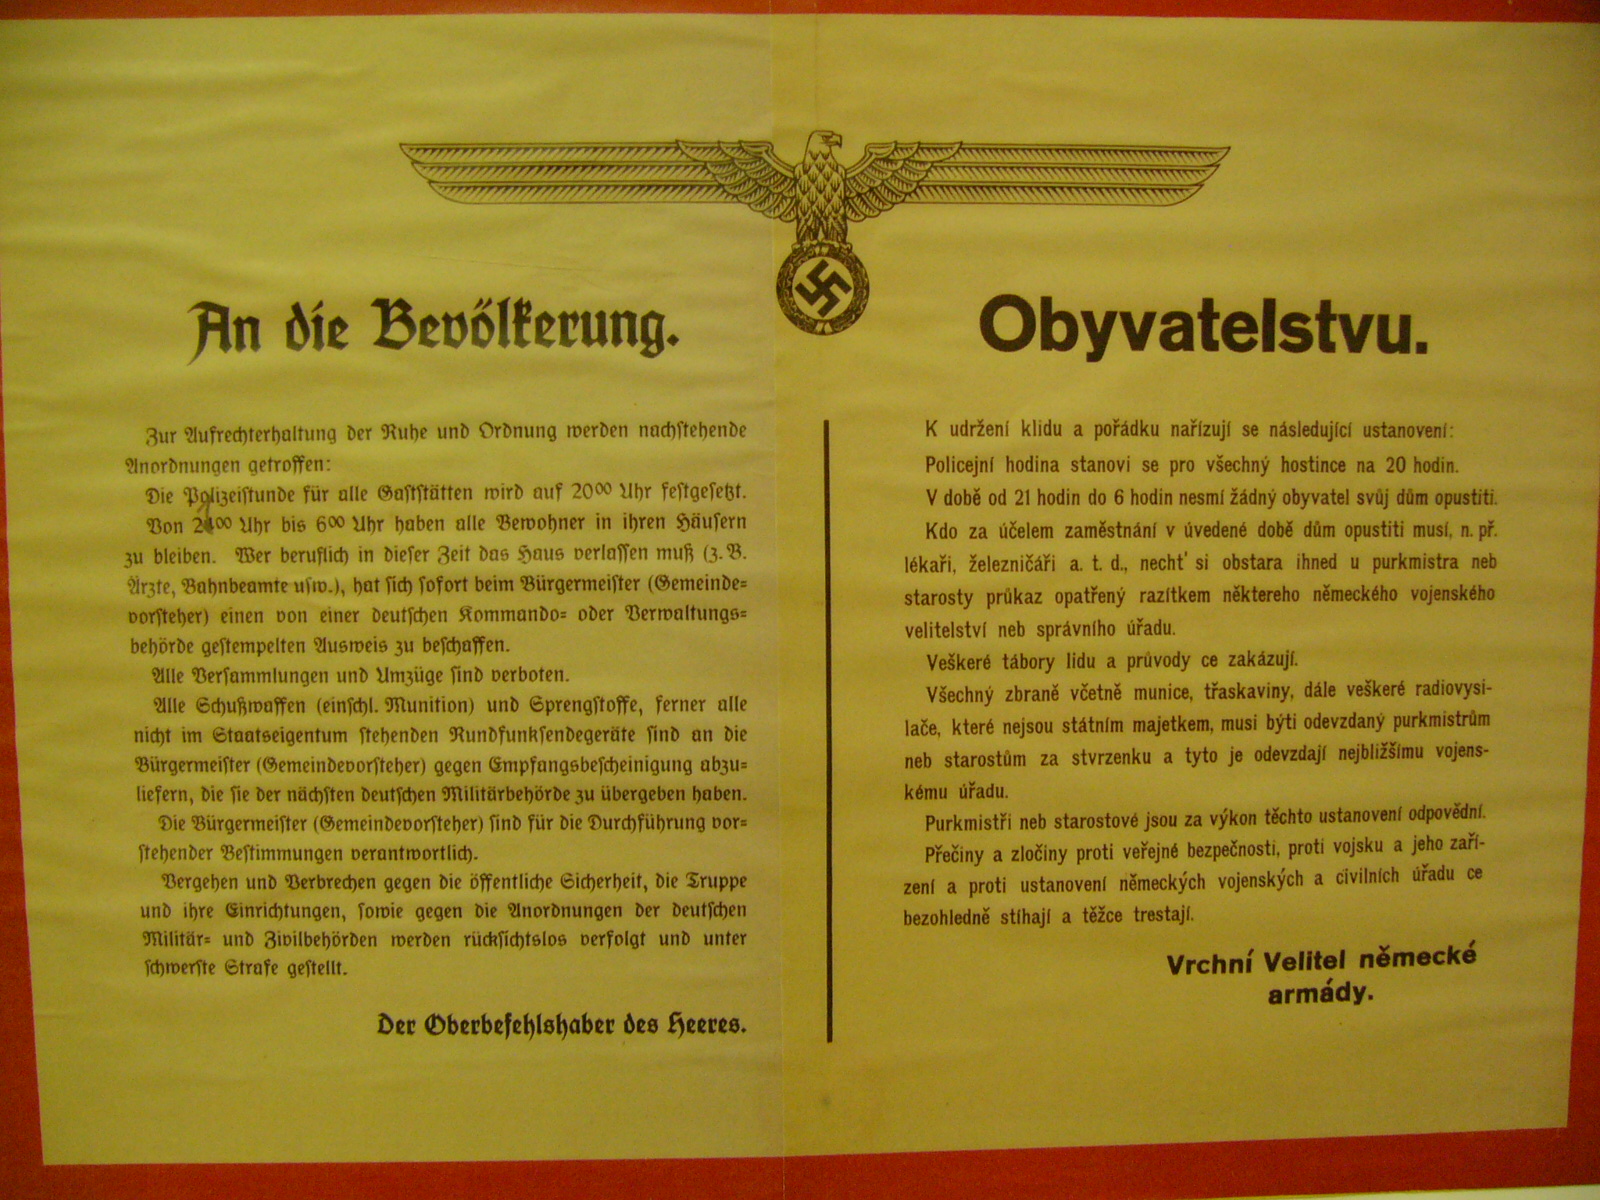 An die Bevölkerung.
Zur Aufrechterhaltung der Ruhe und Ordnung werden nachstehende
Anordnungen getroffen:
Die Polizeistunde für alle Gaststätten wird auf 20⁰⁰ Uhr festgesetzt.
Von 21⁰⁰ Uhr bis 6⁰⁰ Uhr haben alle Bewohner in ihren Häusern
zu bleiben. Wer beruflich in dieser Zeit das Haus verlassen muß (z. B.
Ärzte, Bahnbeamte usw.), hat sich sofort beim Bürgermeister (Gemeinde=
vorsteher) einen von einer deutschen Kommando= oder Verwaltungs=
behörde gestempelten Ausweis zu beschaffen.
Alle Versammlungen und Umzüge sind verboten.
Alle Schußwaffen (einschl. Munition) und Sprengstoffe, ferner alle
nicht im Staatseigentum stehenden Rundfunksendegeräte sind an die
Bürgermeister (Gemeindevorsteher) gegen Empfangsbescheinigung abzu=
liefern, die sie der nächsten deutschen Militärbehörde zu übergeben haben.
Die Bürgermeister (Gemeindevorsteher) sind für die Durchführung vor=
stehender Bestimmungen verantwortlich.
Vergehen und Verbrechen gegen die öffentliche Sicherheit, die Truppe
und ihre Einrichtungen, sowie gegen die Anordnungen der deutschen
Militär= und Zivilbehörden werden rücksichtslos verfolgt und unter
schwerste Strafe gestellt.
Der Oberbefehlshaber des Heeres.
Obyvatelstvu.
K udržení klidu a pořádku nařizují se následující ustanovení:
Policejní hodina stanoví se pro všechny hostince na 20 hodin.
V době od 21 hodin do 6 hodin nesmí žádný obyvatel svůj dům opustiti.
Kdo za účelem zaměstnání v úvedené době dům opustiti musí, n. př.
lékaři, železničáři a. t. d., nechť si obstara ihned u purkmistra neb
starosty průkaz opatřený razítkem některeho německého vojenského
velitelství neb správního úřadu.
Veškeré tábory lidu a průvody ce zakázují.
Všechný zbraně včetně munice, třaskaviny, dále veškeré radiovysi-
lače, které nejsou státním majetkem, musi býti odevzdaný purkmistrům
neb starostům za stvrzenku a tyto je odevzdají nejbližšímu vojens-
kému úřadu.
Purkmistři neb starostové jsou za výkon těchto ustanovení odpovědní.
Přečiny a zločiny proti veřejné bezpečnosti, proti vojsku a jeho zaří-
zení a proti ustanovení německých vojenských a civilních úřadu ce
bezohledně stíhají a těžce trestají.
Vrchní Velitel německé
armády.